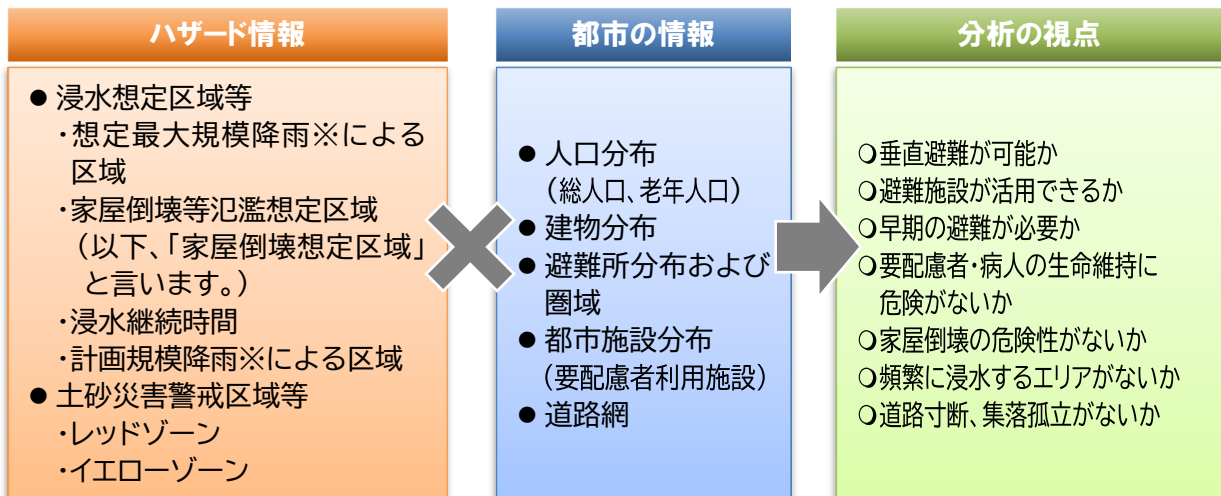 ハザード情報
● 浸水想定区域等
・想定最大規模降雨※による
区域
・家屋倒壊等氾濫想定区域
（以下、「家屋倒壊想定区域」
と言います。）
・浸水継続時間
・計画規模降雨※による区域
● 土砂災害警戒区域等
・レッドゾーン
・イエローゾーン
都市の情報
● 人口分布
（総人口、老年人口）
● 建物分布
● 避難所分布および
圏域
● 都市施設分布
（要配慮者利用施設）
● 道路網
分析の視点
○垂直避難が可能か
○避難施設が活用できるか
○早期の避難が必要か
○要配慮者・病人の生命維持に
危険がないか
○家屋倒壊の危険性がないか
○頻繁に浸水するエリアがないか
○道路寸断、集落孤立がないか